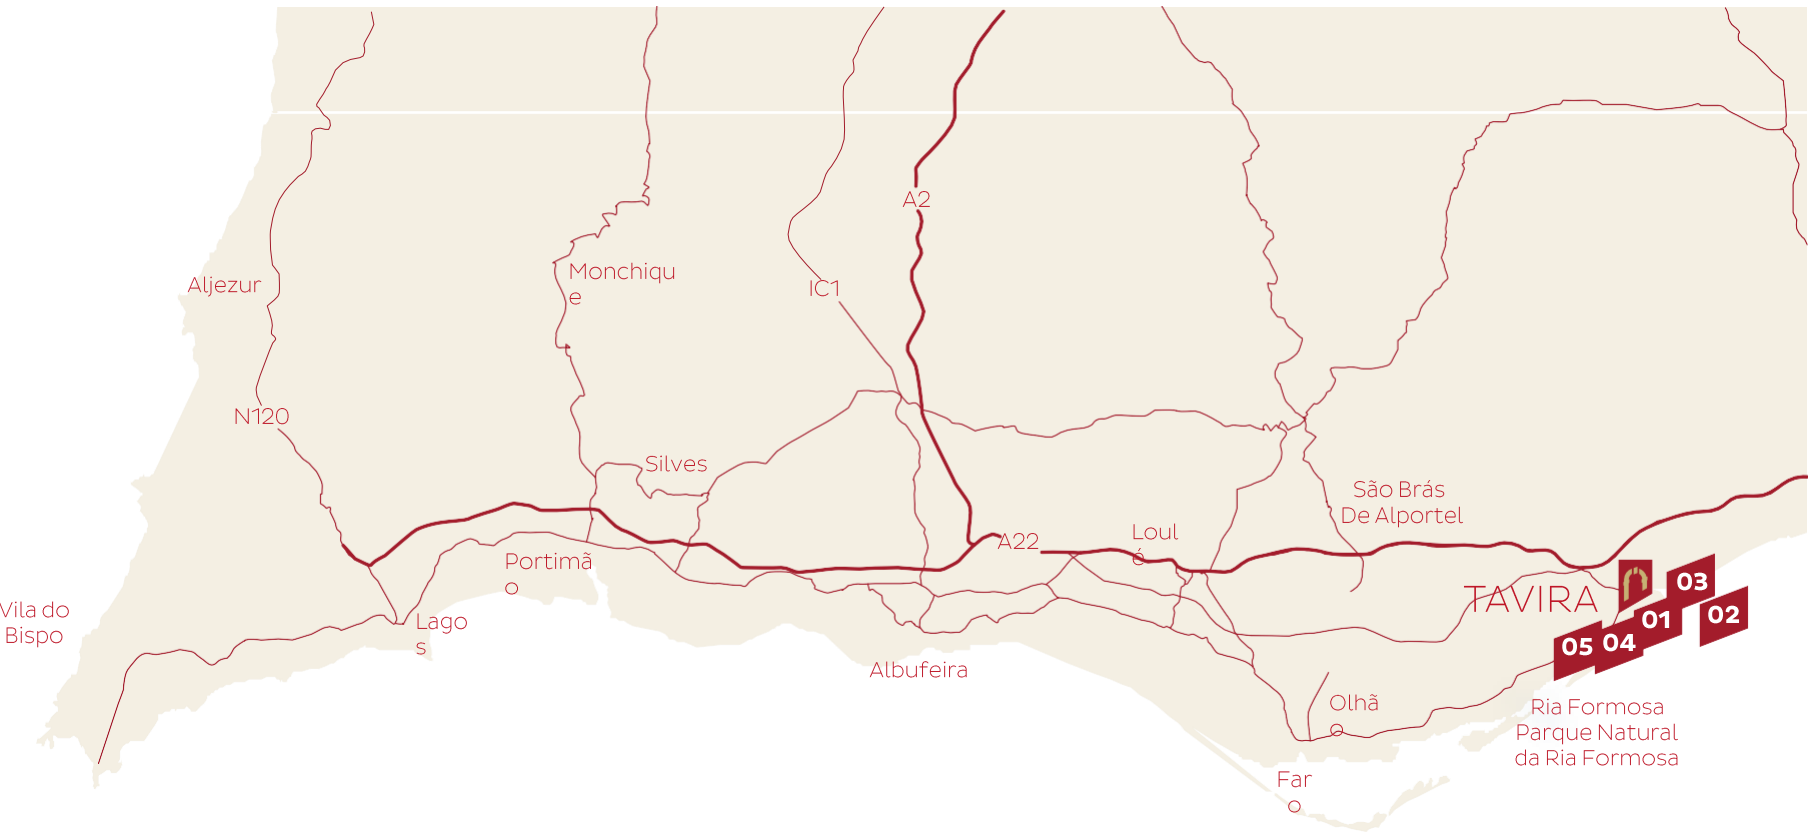 A2
Aljezur
Monchiqu
e
IC1
N120
Silves
São Brás
De Alportel
Loul
é
A22
Portimã
o
TAVIRA
03
01
02
05
04
Vila do
Bispo
Lago
s
Albufeira
Olhã
o
Ria Formosa
Parque Natural
da Ria Formosa
Far
o